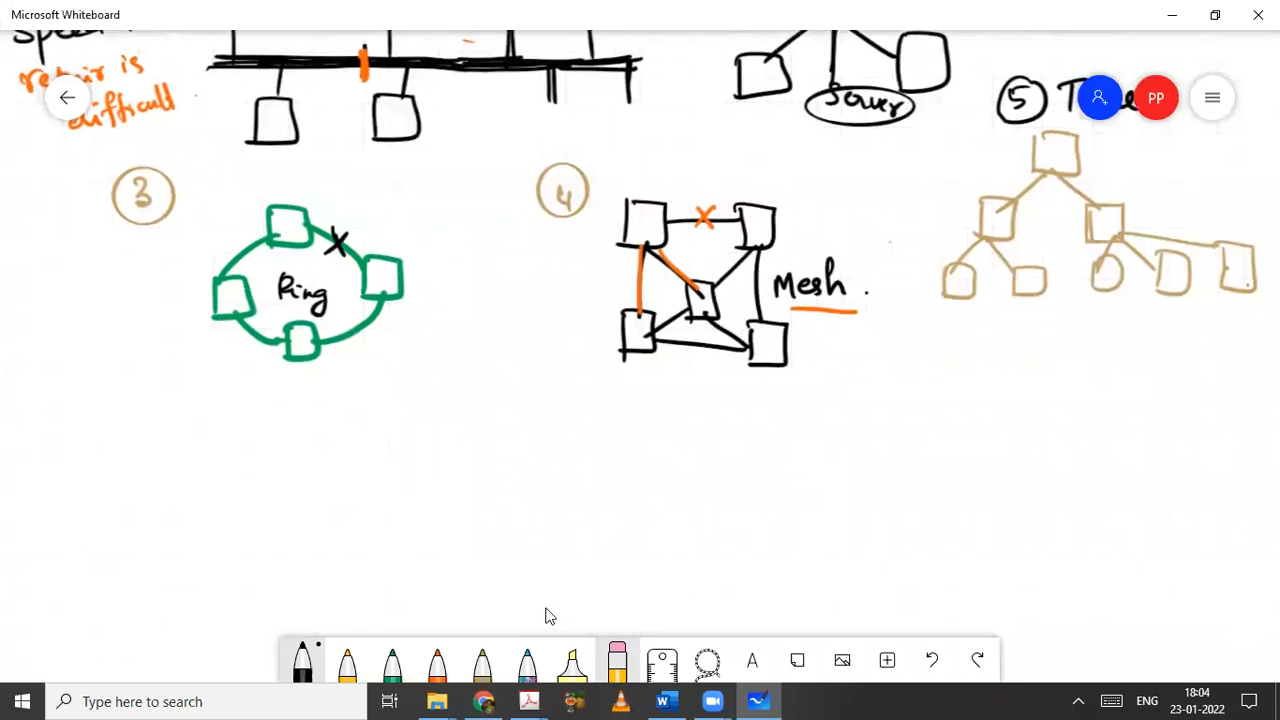 Microsoft Whiteboard
repair is
difficult
Server
5
PP
3
4
Ring
Mesh.
A
Type here to search
ENG
18:04
23-01-2022